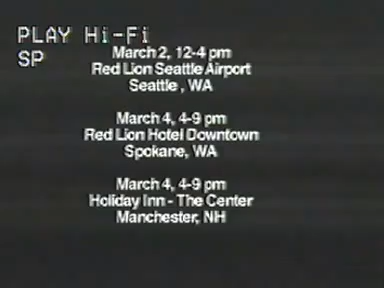 PLAY Hi-Fi
SP
March 2, 12-4 pm
Red Lion Seattle Airport
Seattle , WA
March 4, 4-9 pm
Red Lion Hotel Downtown
Spokane, WA
March 4, 4-9 pm
Holiday Inn - The Center
Manchester, NH